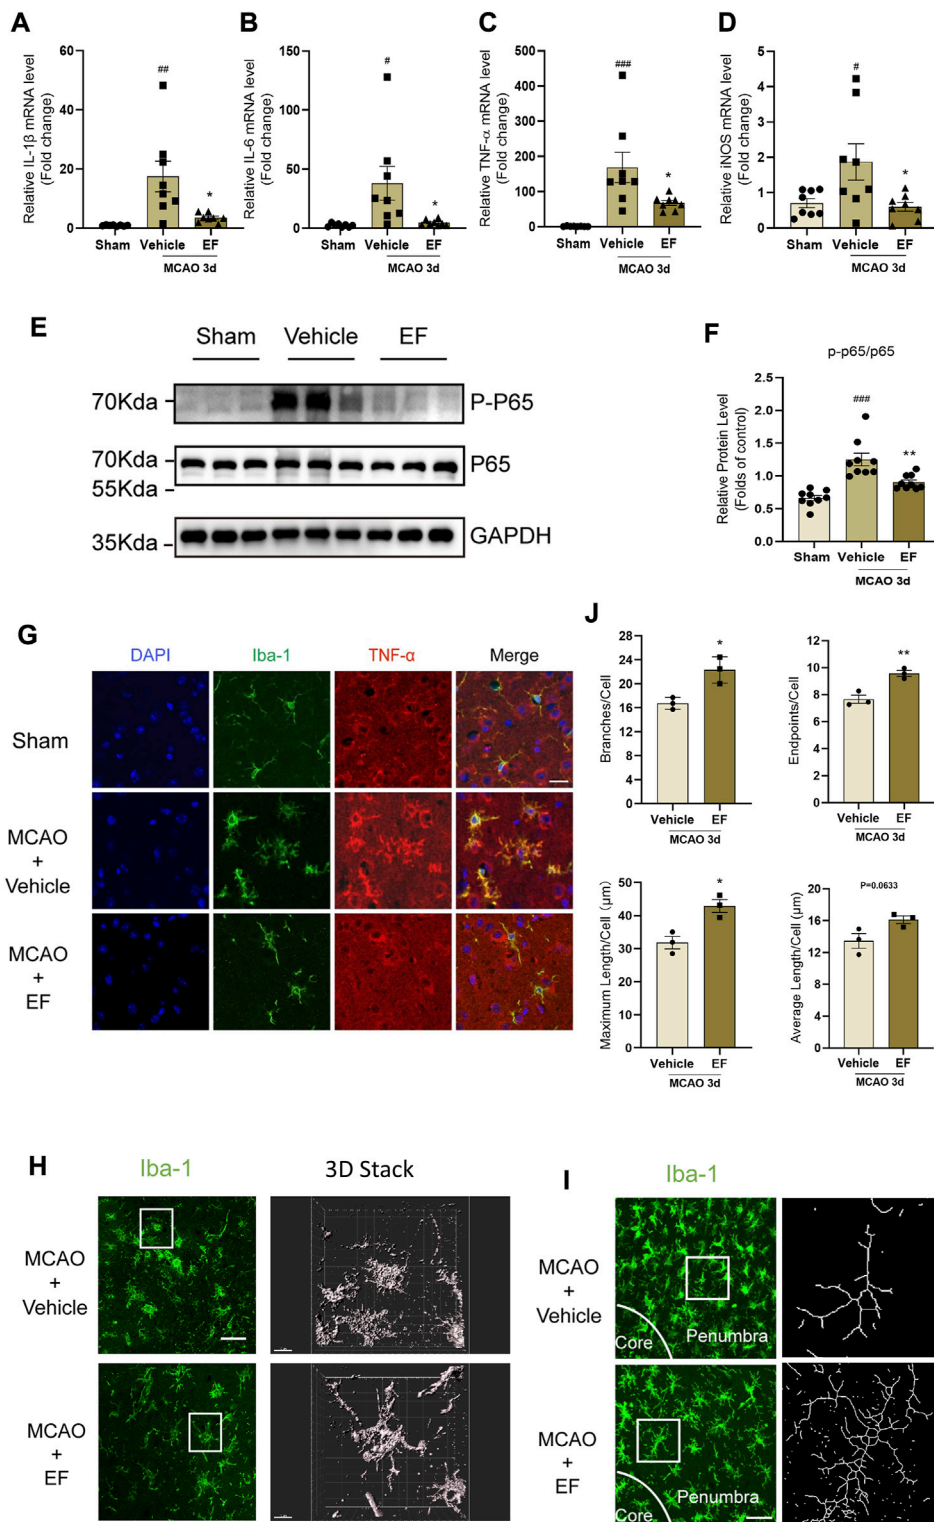 A
Relative IL-1β mRNA level
(Fold change)
60
40
20
0
##
*
Sham Vehicle EF
MCAO 3d
B
Relative IL-6 mRNA level
(Fold change)
150
100
50
0
#
*
Sham Vehicle EF
MCAO 3d
C
Relative TNF-α mRNA level
(Fold change)
500
400
300
200
100
0
###
*
Sham Vehicle EF
MCAO 3d
D
Relative iNOS mRNA level
(Fold change)
5
4
3
2
1
0
#
*
Sham Vehicle EF
MCAO 3d
E
Sham Vehicle EF
70Kda P-P65
70Kda P65
55Kda
35Kda GAPDH
F
p-p65/p65
Relative Protein Level
(Folds of control)
2.5
2.0
1.5
1.0
0.5
0.0
###
**
Sham Vehicle EF
MCAO 3d
G
DAPI Iba-1 TNF-α Merge
Sham
MCAO
+
Vehicle
MCAO
+
EF
J
Branches/Cell
28
24
20
16
12
8
4
0
*
Vehicle EF
MCAO 3d
Endpoints/Cell
12
10
8
6
4
2
0
**
Vehicle EF
MCAO 3d
Maximum Length/Cell (μm)
50
40
30
20
10
0
*
Vehicle EF
MCAO 3d
Average Length/Cell (μm)
20
16
12
8
4
0
P=0.0633
Vehicle EF
MCAO 3d
H
Iba-1 3D Stack
MCAO
+
Vehicle
MCAO
+
EF
I
Iba-1
MCAO
+
Vehicle
Core Penumbra
MCAO
+
EF
Core Penumbra